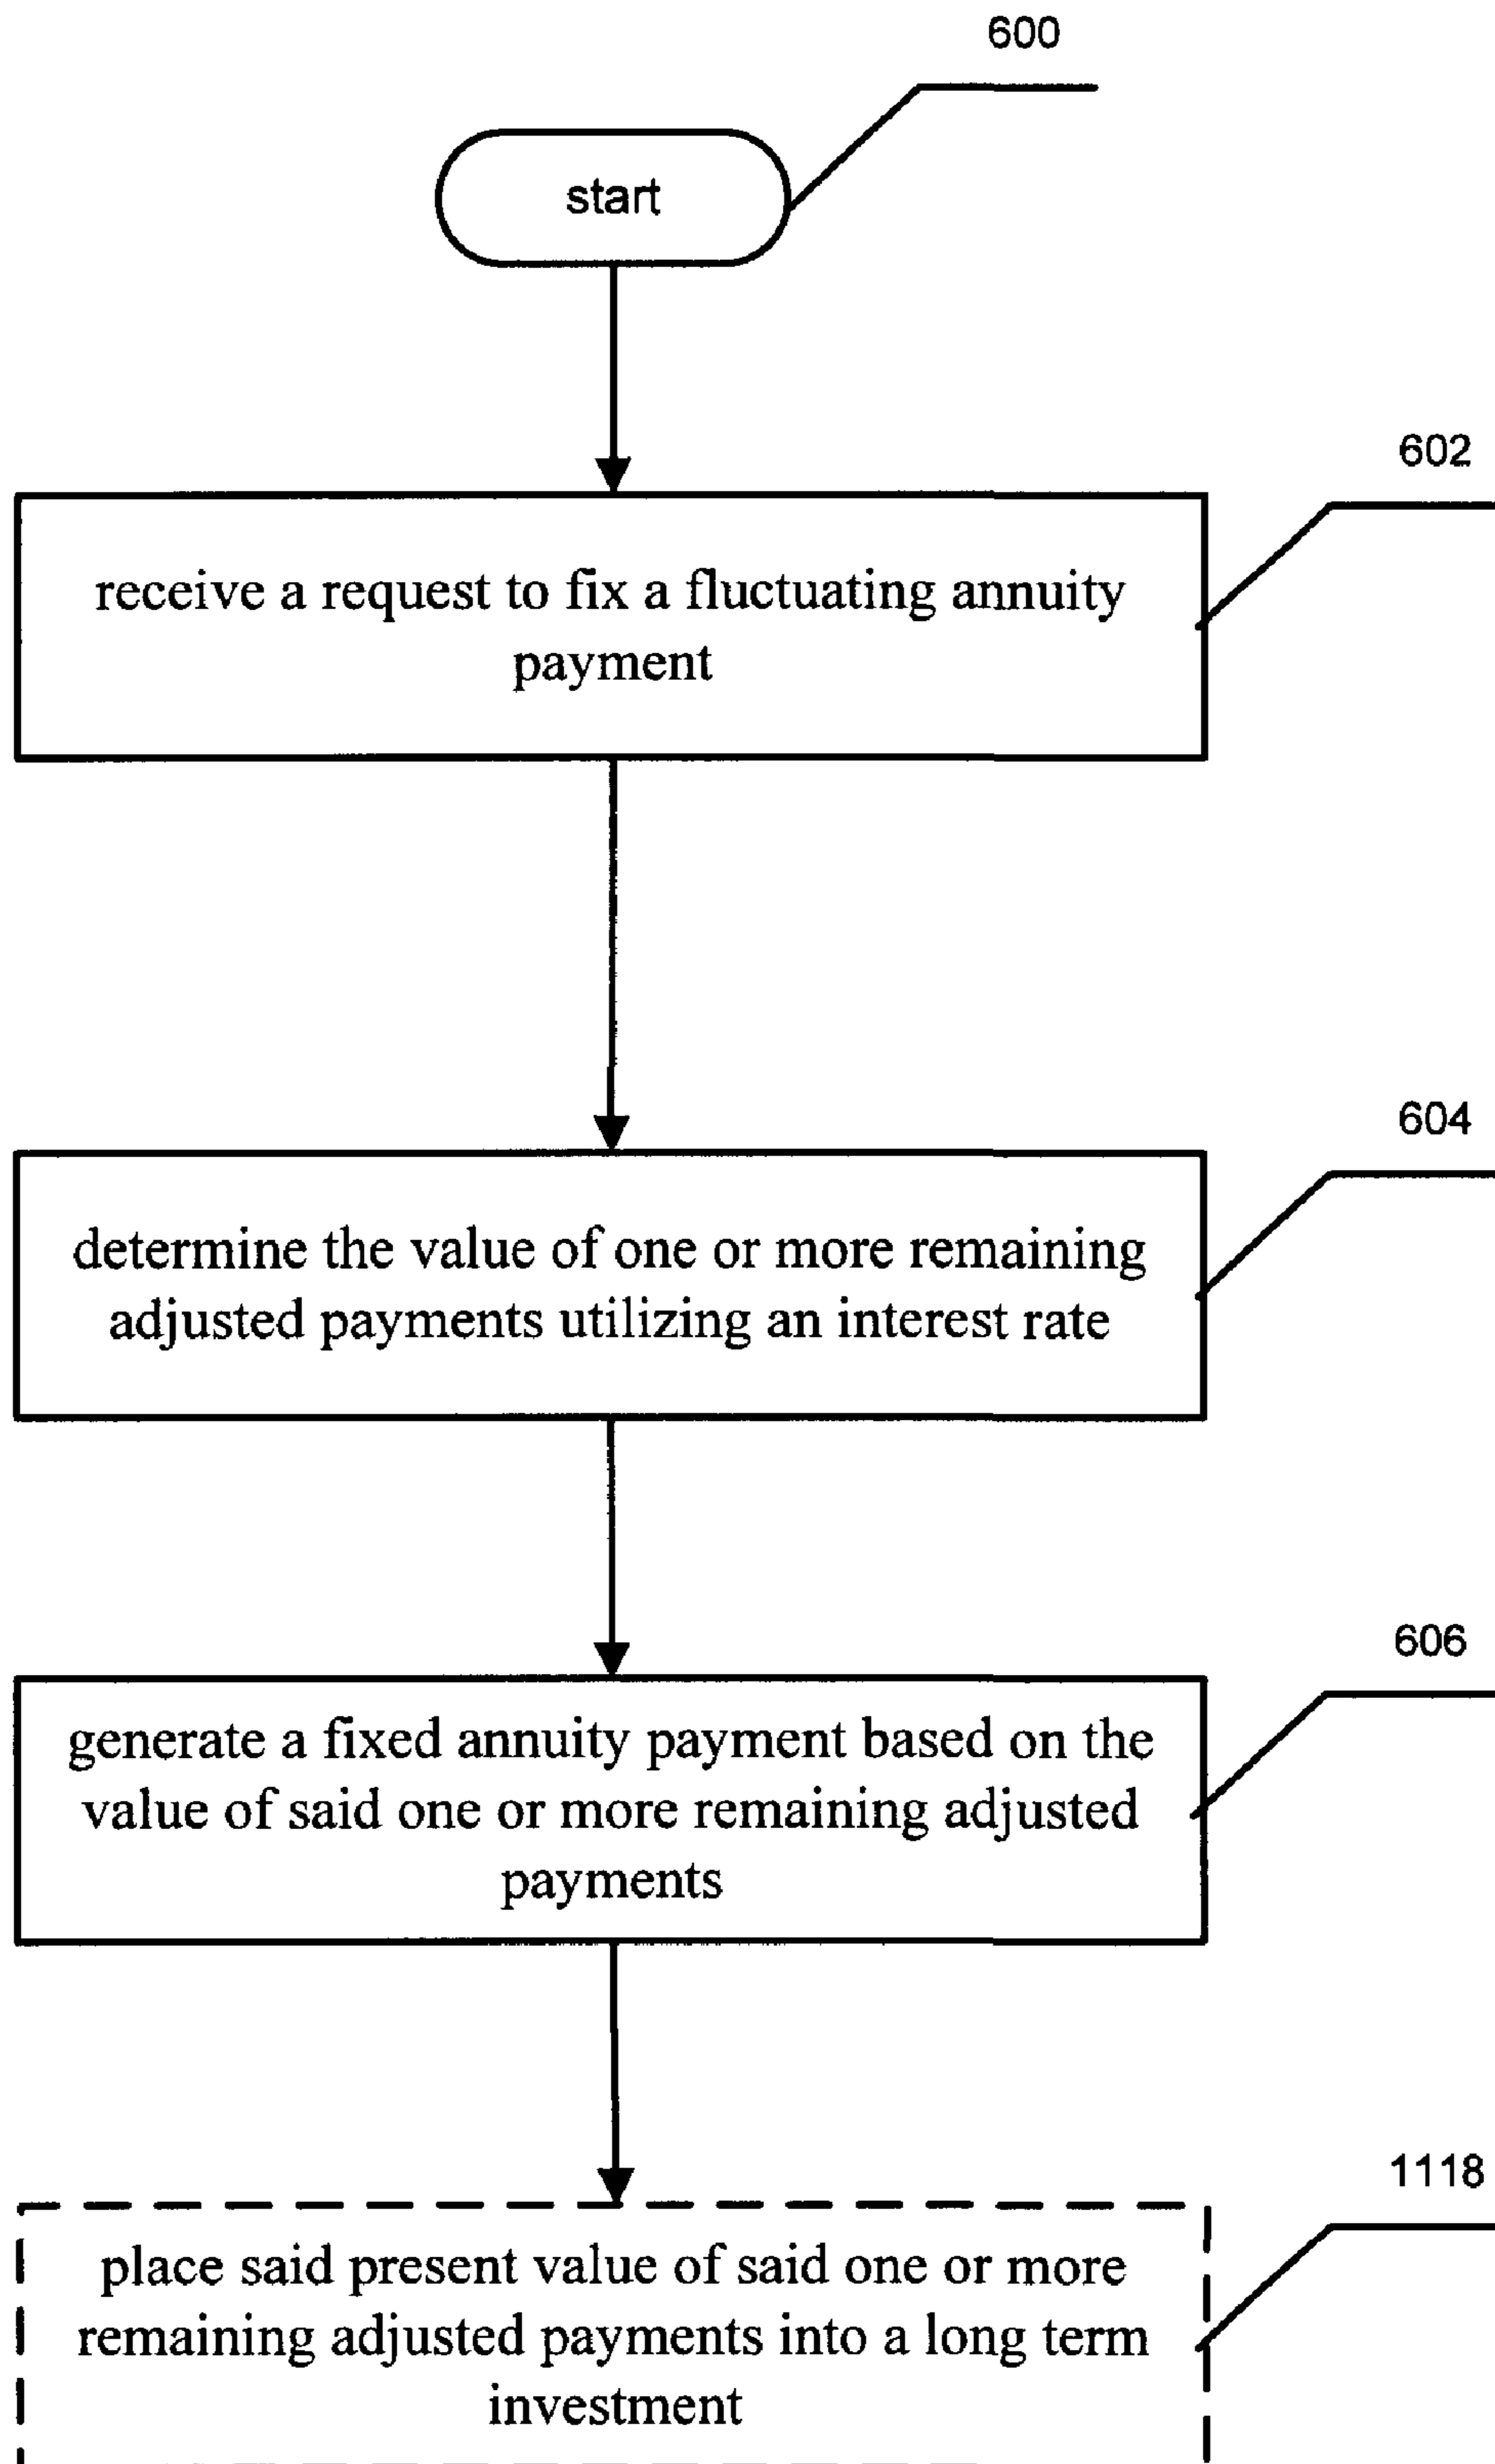 600
start
602
receive a request to fix a fluctuating annuity
payment
604
determine the value of one or more remaining
adjusted payments utilizing an interest rate
606
generate a fixed annuity payment based on the
value of said one or more remaining adjusted
payments
1118
place said present value of said one or more
remaining adjusted payments into a long term
investment